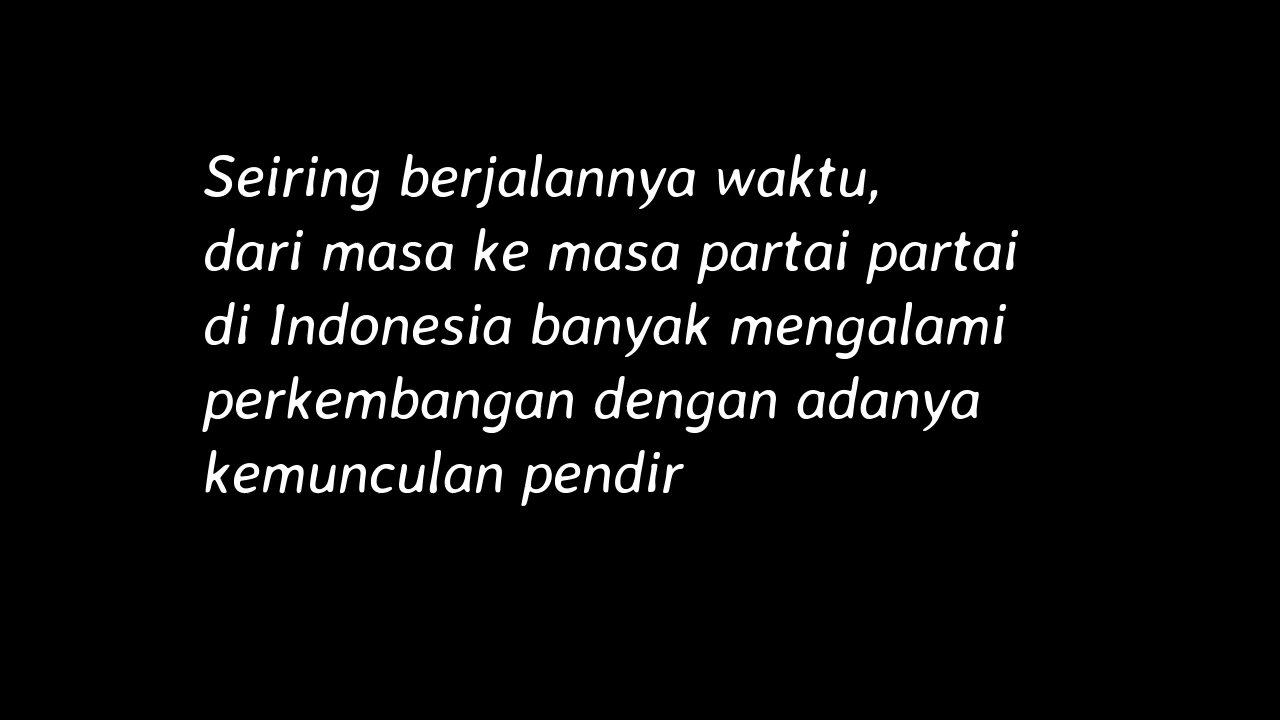 Seiring berjalannya waktu,
dari masa ke masa partai partai
di Indonesia banyak mengalami
perkembangan dengan adanya
kemunculan pendir